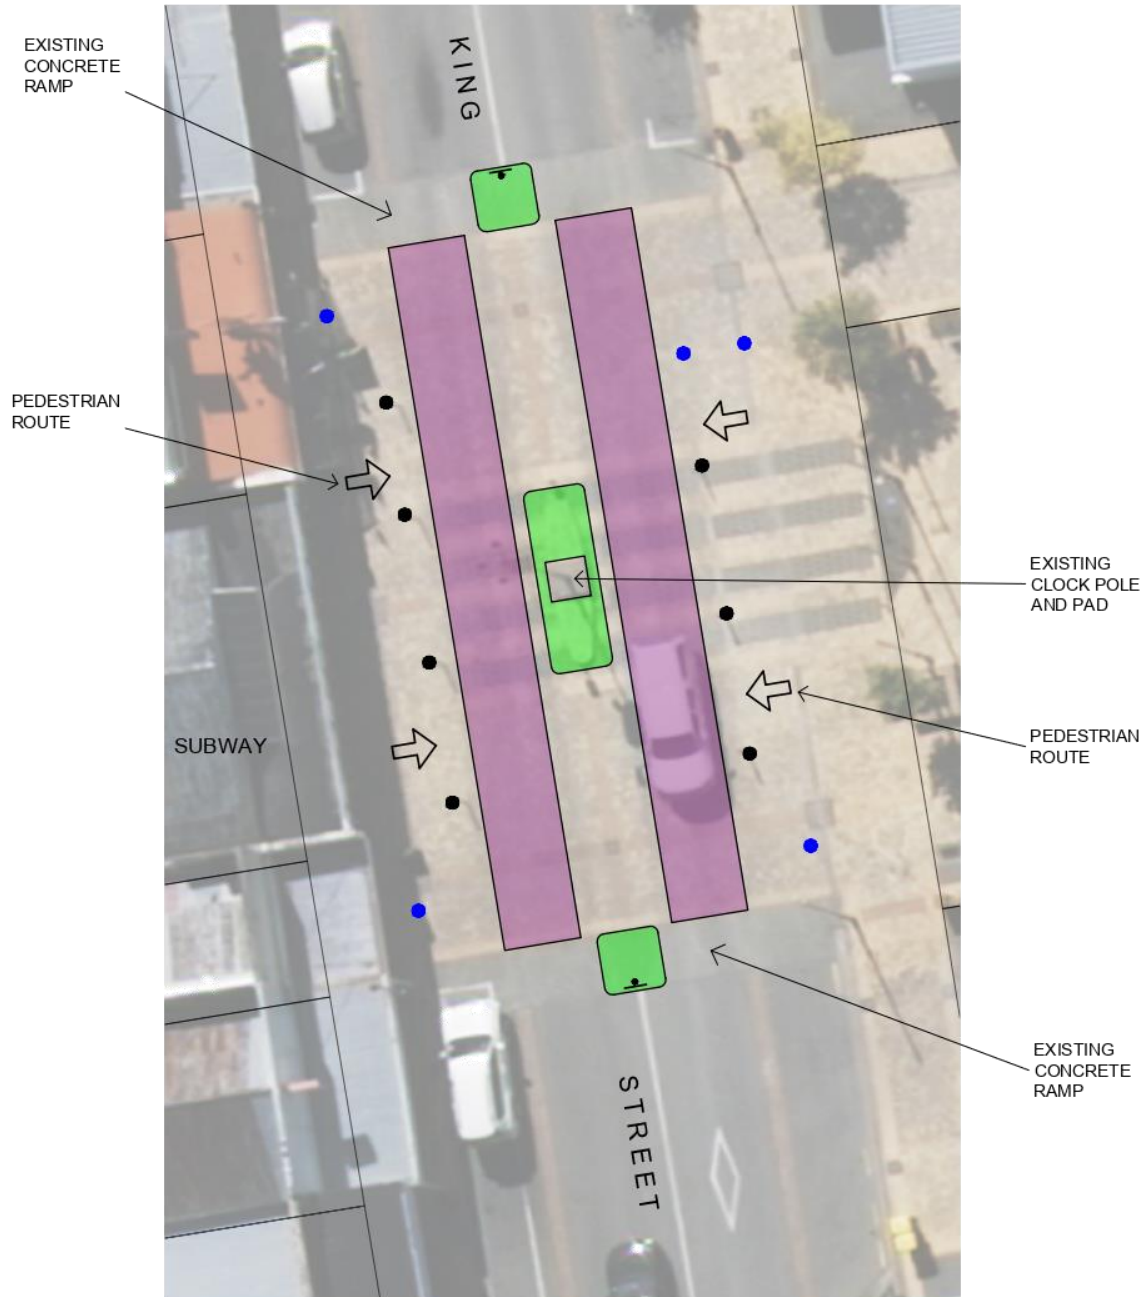 EXISTING
CONCRETE
RAMP
KING
PEDESTRIAN
ROUTE
EXISTING
CLOCK POLE
AND PAD
SUBWAY
PEDESTRIAN
ROUTE
EXISTING
CONCRETE
RAMP
STREET